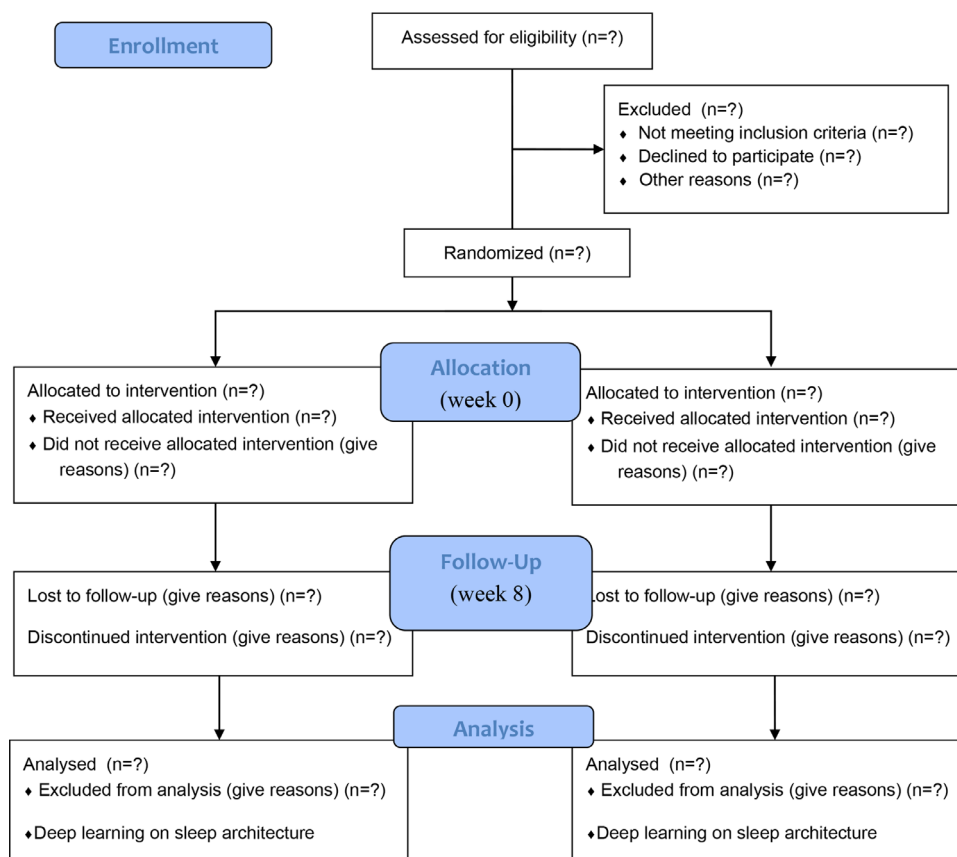 Enrollment
Assessed for eligibility (n=?)
Excluded (n=?)
♦ Not meeting inclusion criteria (n=?)
♦ Declined to participate (n=?)
♦ Other reasons (n=?)
Randomized (n=?)
Allocation
(week 0)
Allocated to intervention (n=?)
♦ Received allocated intervention (n=?)
♦ Did not receive allocated intervention (give
reasons) (n=?)
Allocated to intervention (n=?)
♦ Received allocated intervention (n=?)
♦ Did not receive allocated intervention (give
reasons) (n=?)
Follow-Up
(week 8)
Lost to follow-up (give reasons) (n=?)
Discontinued intervention (give reasons) (n=?)
Lost to follow-up (give reasons) (n=?)
Discontinued intervention (give reasons) (n=?)
Analysis
Analysed (n=?)
♦ Excluded from analysis (give reasons) (n=?)
♦Deep learning on sleep architecture
Analysed (n=?)
♦ Excluded from analysis (give reasons) (n=?)
♦Deep learning on sleep architecture